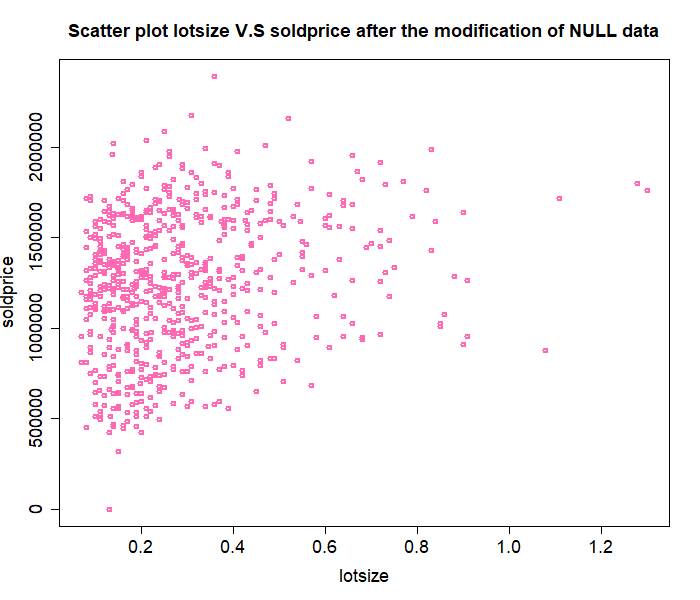 Scatter plot lotsize V.S soldprice after the modification of NULL data
soldprice
2000000
1500000
1000000
500000
0
0.2 0.4 0.6 0.8 1.0 1.2
lotsize